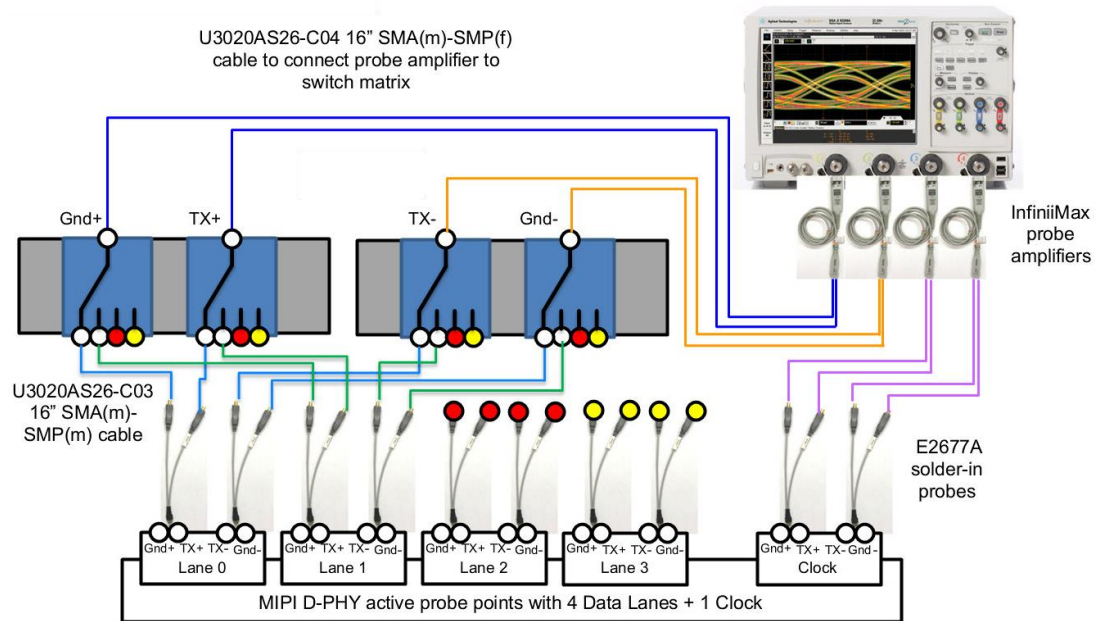 U3020AS26-C04 16” SMA(m)-SMP(f)
cable to connect probe amplifier to
switch matrix
Agilent Technologies
Gnd+
TX+
TX-
Gnd-
InfiniiMax
probe
amplifiers
U3020AS26-C03
16” SMA(m)-
SMP(m) cable
E2677A
solder-in
probes
Gnd+ TX+ TX- Gnd-
Lane 0
Gnd+ TX+ TX- Gnd-
Lane 1
Gnd+ TX+ TX- Gnd-
Lane 2
Gnd+ TX+ TX- Gnd-
Lane 3
Gnd+ TX+ TX- Gnd -
Clock
MIPI D-PHY active probe points with 4 Data Lanes + 1 Clock